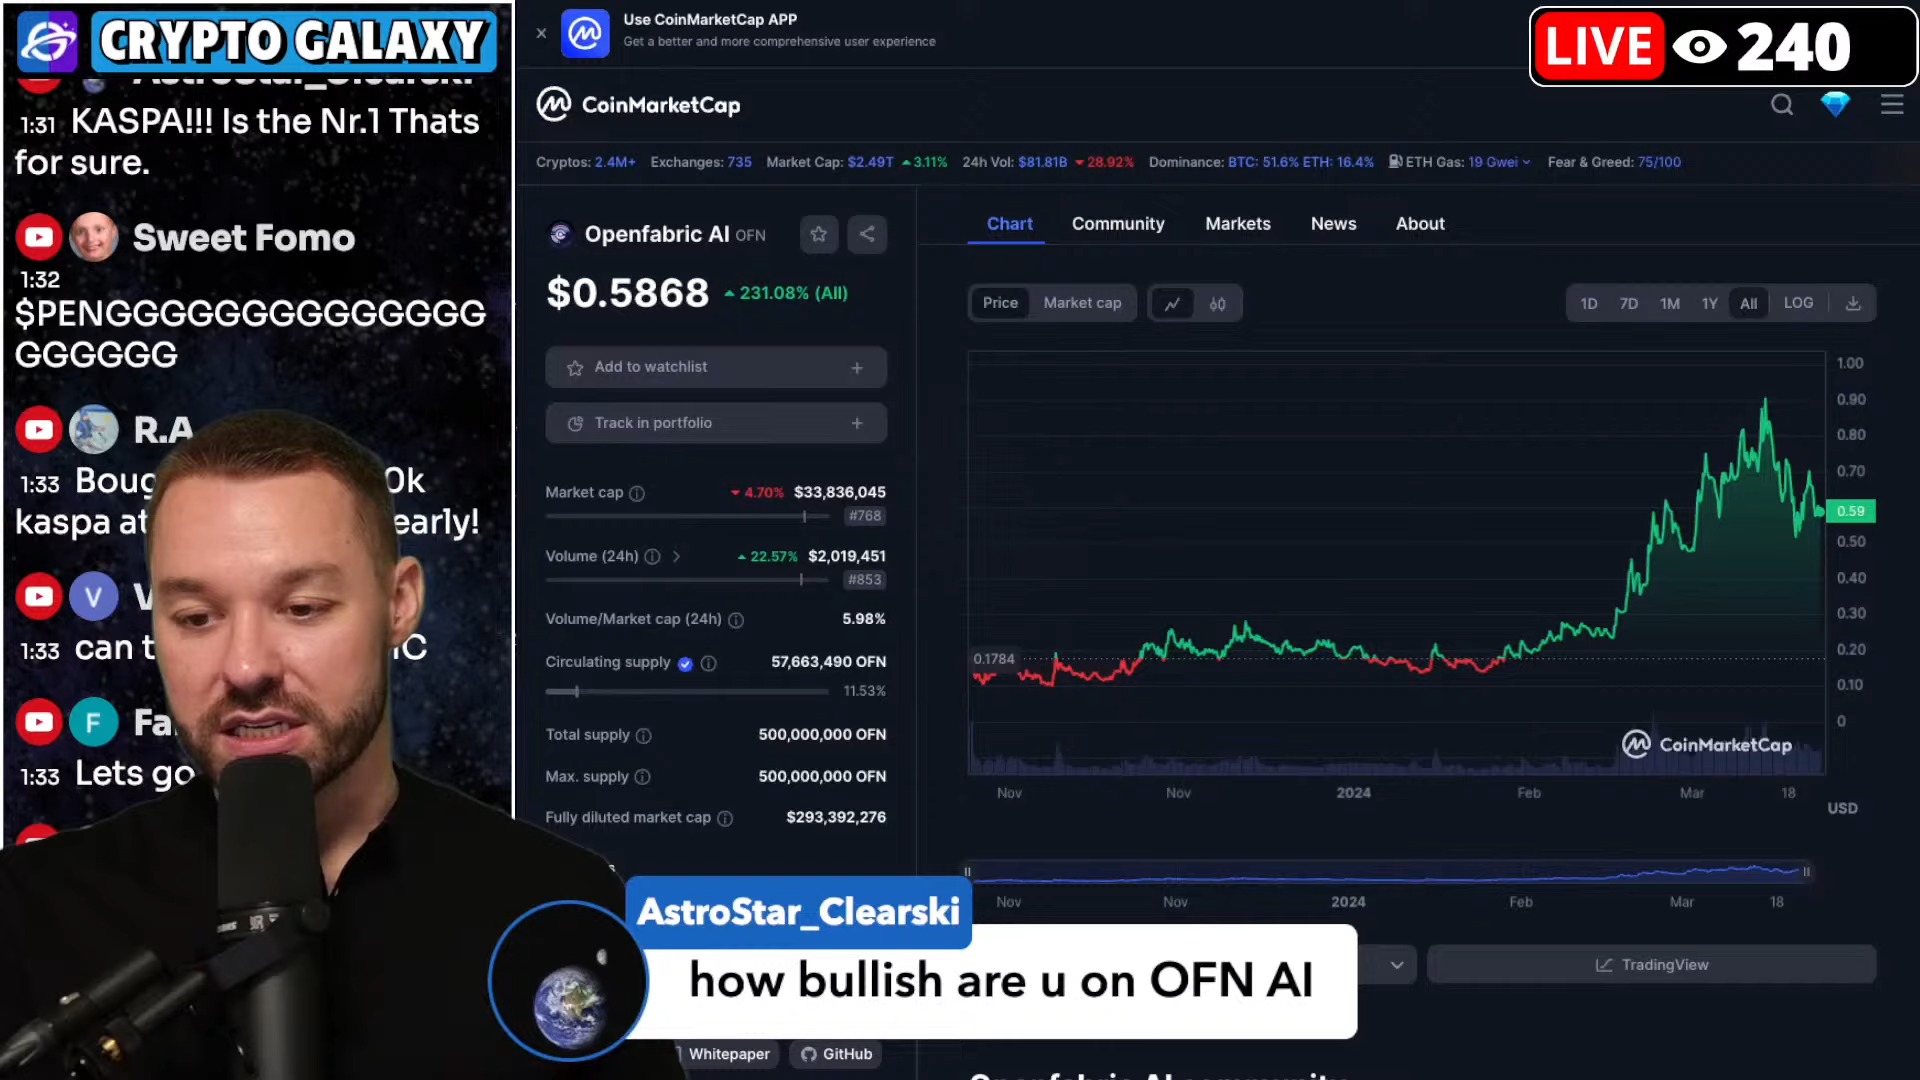 CRYPTO GALAXY
AstroStar_Clearski
1:31 KASPA!!! Is the Nr.1 Thats
for sure.
Sweet Fomo
1:32
$PENGGGGGGGGGGGGGGG
GGGGGG
R.A
1:33 Boug 0k
kaspa at early!
V
1:33 can t IC
F Fa
1:33 Lets go
Use CoinMarketCap APP
Get a better and more comprehensive user experience
LIVE 240
CoinMarketCap
Cryptos: 2.4M+ Exchanges: 735 Market Cap: $2.49T 3.11% 24h Vol: $81.81B 28.92% Dominance: BTC: 51.6% ETH: 16.4% ETH Gas: 19 Gwei Fear & Greed: 75/100
Openfabric AI OFN
$0.5868 231.08% (All)
Add to watchlist +
Track in portfolio +
Market cap 4.70% $33,836,045
#768
Volume (24h) 22.57% $2,019,451
#853
Volume/Market cap (24h) 5.98%
Circulating supply 57,663,490 OFN
11.53%
Total supply 500,000,000 OFN
Max. supply 500,000,000 OFN
Fully diluted market cap $293,392,276
Whitepaper GitHub
Chart Community Markets News About
Price Market cap 1D 7D 1M 1Y All LOG
1.00
0.90
0.80
0.70
0.59
0.50
0.40
0.30
0.20
0.10
0
0.1784
CoinMarketCap
Nov Nov 2024 Feb Mar 18
USD
Nov Nov 2024 Feb Mar 18
TradingView
AstroStar_Clearski
how bullish are u on OFN AI
Openfabric AI community